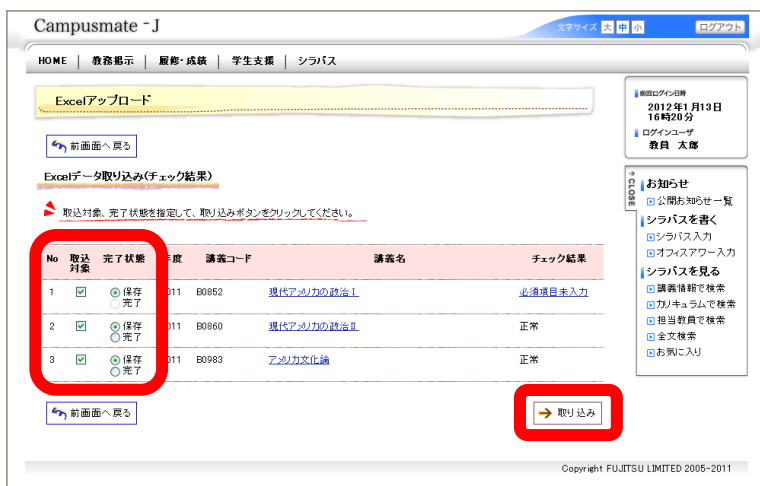 Campusmate-J
文字サイズ 大 中 小 ログアウト
HOME | 教務掲示 | 履修・成績 | 学生支援 | シラバス
Excelアップロード
前画面へ戻る
Excelデータ取り込み(チェック結果)
取込対象、完了状態を指定して、取り込みボタンをクリックしてください。
No 取込対象 完了状態 年度 講義コード 講義名 チェック結果
1 保存 011 B0852 現代アメリカの政治Ⅰ 必須項目未入力
完了
2 保存 011 B0860 現代アメリカの政治Ⅱ 正常
完了
3 保存 011 B0983 アメリカ文化論 正常
完了
前画面へ戻る
取り込み
前回ログイン日時
2012年1月13日
16時20分
ログインユーザ
教員 太郎
CLOSE
お知らせ
公開お知らせ一覧
シラバスを書く
シラバス入力
オフィスアワー入力
シラバスを見る
講義情報で検索
カリキュラムで検索
担当教員で検索
全文検索
お気に入り
Copyright FUJITSU LIMITED 2005-2011